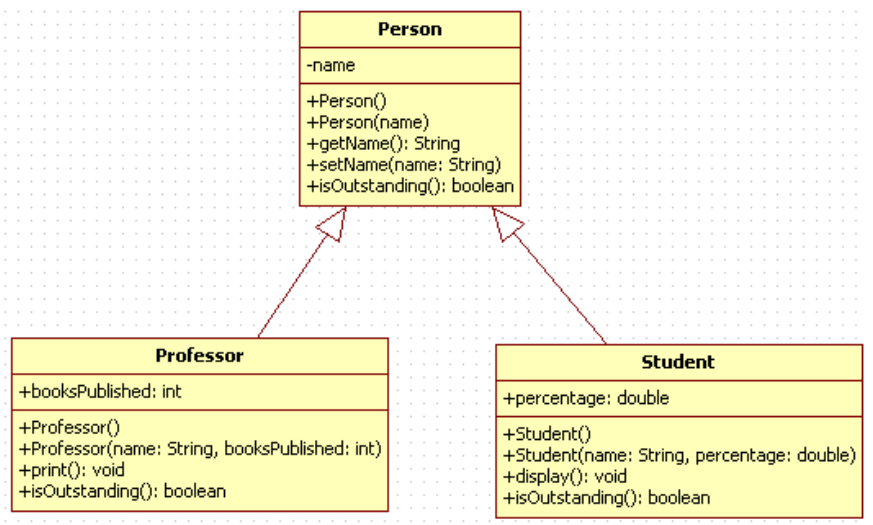 Person
-name
+Person()
+Person(name)
+getName(): String
+setName(name: String)
+isOutstanding(): boolean
Professor
+booksPublished: int
+Professor()
+Professor(name: String, booksPublished: int)
+print(): void
+isOutstanding(): boolean
Student
+percentage: double
+Student()
+Student(name: String, percentage: double)
+display(): void
+isOutstanding(): boolean